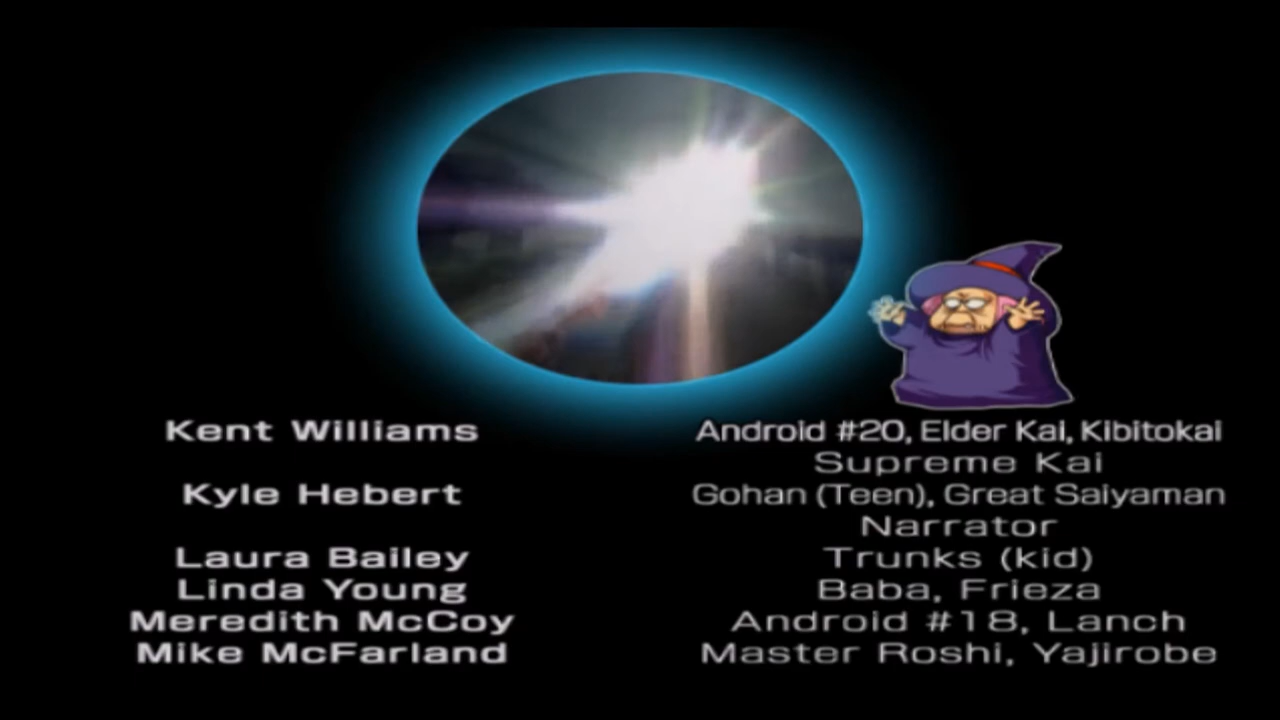 Kent Williams Android #20, Elder Kai, Kibitokai
Supreme Kai
Kyle Hebert Gohan (Teen), Great Saiyaman
Narrator
Laura Bailey Trunks (kid)
Linda Young Baba, Frieza
Meredith McCoy Android #18, Lanch
Mike McFarland Master Roshi, Yajirobe